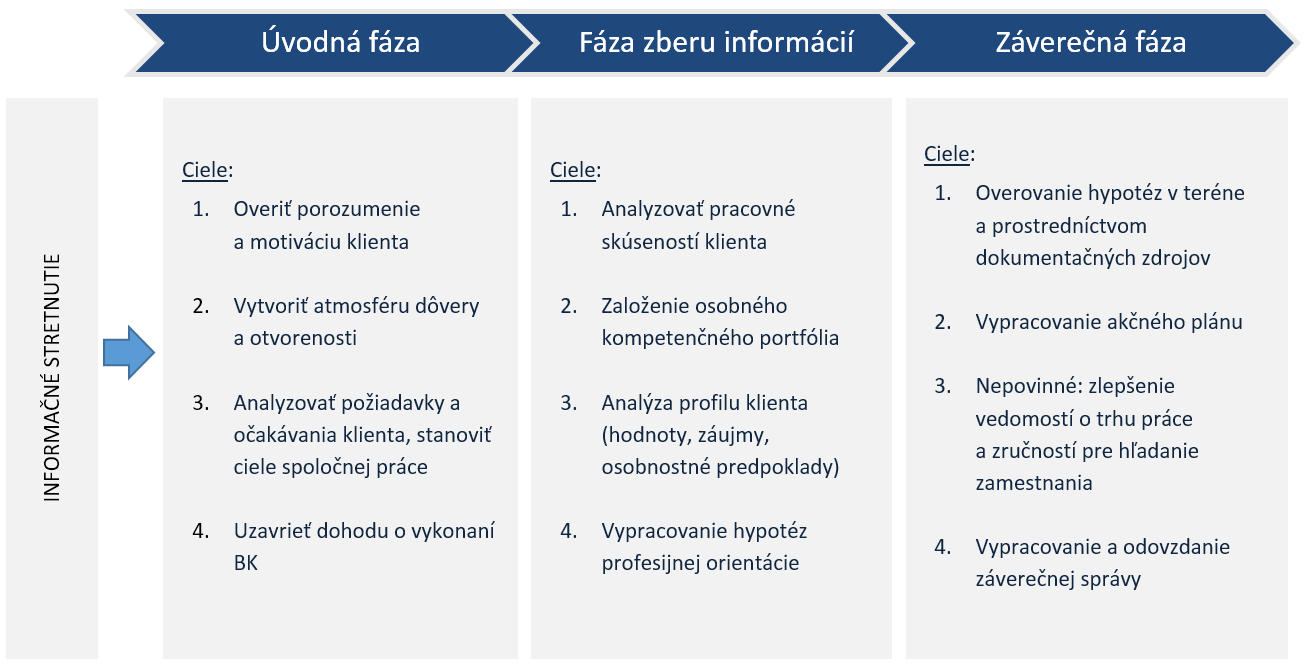 Úvodná fáza
Fáza zberu informácií
Záverečná fáza
INFORMAČNÉ STRETNUTIE
Ciele:
1. Overiť porozumenie
a motiváciu klienta
2. Vytvoriť atmosféru dôvery
a otvorenosti
3. Analyzovať požiadavky a
očakávania klienta, stanoviť
ciele spoločnej práce
4. Uzavrieť dohodu o vykonaní
BK
Ciele:
1. Analyzovať pracovné
skúseností klienta
2. Založenie osobného
kompetenčného portfólia
3. Analýza profilu klienta
(hodnoty, záujmy,
osobnostné predpoklady)
4. Vypracovanie hypotéz
profesijnej orientácie
Ciele:
1. Overovanie hypotéz v teréne
a prostredníctvom
dokumentačných zdrojov
2. Vypracovanie akčného plánu
3. Nepovinné: zlepšenie
vedomostí o trhu práce
a zručností pre hľadanie
zamestnania
4. Vypracovanie a odovzdanie
záverečnej správy